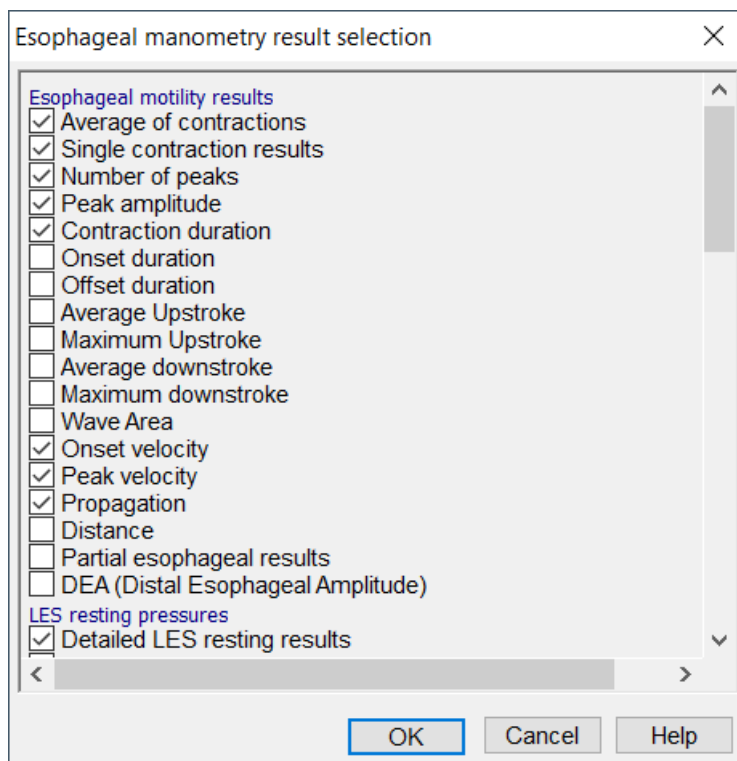 Esophageal manometry result selection
Esophageal motility results
Average of contractions
Single contraction results
Number of peaks
Peak amplitude
Contraction duration
Onset duration
Offset duration
Average Upstroke
Maximum Upstroke
Average downstroke
Maximum downstroke
Wave Area
Onset velocity
Peak velocity
Propagation
Distance
Partial esophageal results
DEA (Distal Esophageal Amplitude)
LES resting pressures
Detailed LES resting results
OK Cancel Help